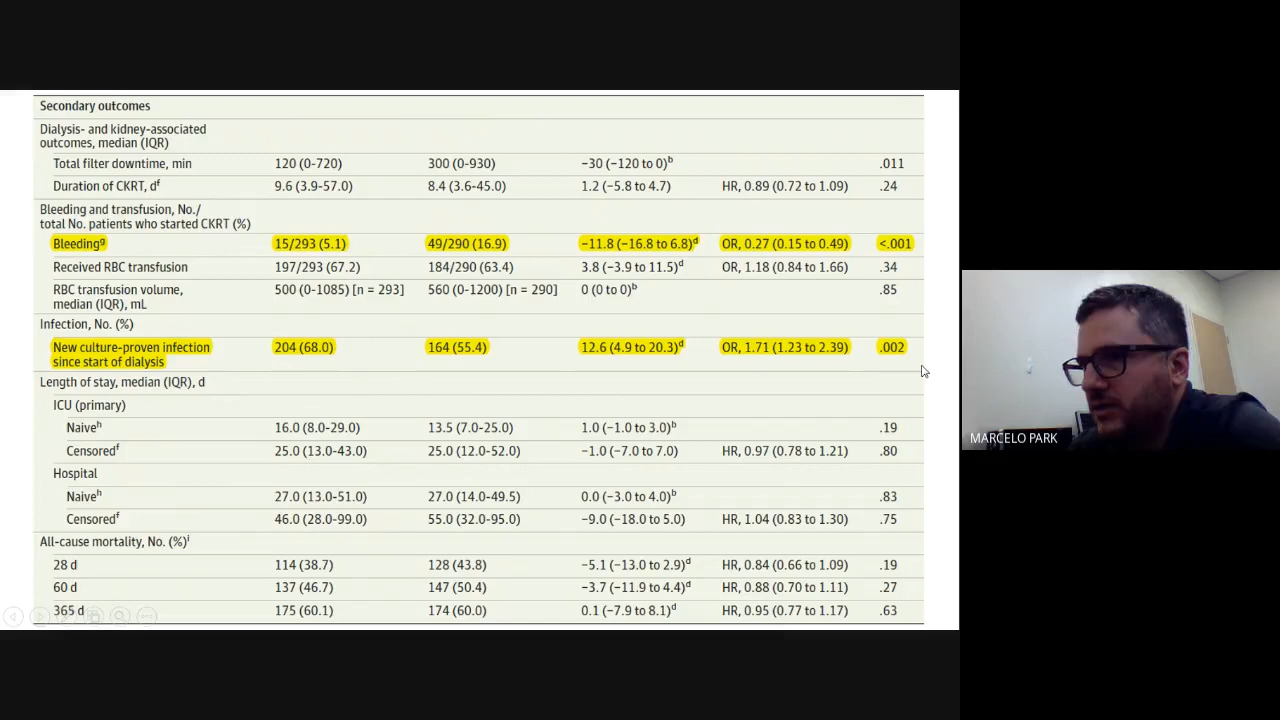 Secondary outcomes
Dialysis- and kidney-associated
outcomes, median (IQR)
Total filter downtime, min 120 (0-720) 300 (0-930) −30 (−120 to 0)b .011
Duration of CKRT, df 9.6 (3.9-57.0) 8.4 (3.6-45.0) 1.2 (−5.8 to 4.7) HR, 0.89 (0.72 to 1.09) .24
Bleeding and transfusion, No./
total No. patients who started CKRT (%)
Bleedingg 15/293 (5.1) 49/290 (16.9) −11.8 (−16.8 to 6.8)d OR, 0.27 (0.15 to 0.49) <.001
Received RBC transfusion 197/293 (67.2) 184/290 (63.4) 3.8 (−3.9 to 11.5)d OR, 1.18 (0.84 to 1.66) .34
RBC transfusion volume, 500 (0-1085) [n = 293] 560 (0-1200) [n = 290] 0 (0 to 0)b .85
median (IQR), mL
Infection, No. (%)
New culture-proven infection 204 (68.0) 164 (55.4) 12.6 (4.9 to 20.3)d OR, 1.71 (1.23 to 2.39) .002
since start of dialysis
Length of stay, median (IQR), d
ICU (primary)
Naiveh 16.0 (8.0-29.0) 13.5 (7.0-25.0) 1.0 (−1.0 to 3.0)b .19
Censoredf 25.0 (13.0-43.0) 25.0 (12.0-52.0) −1.0 (−7.0 to 7.0) HR, 0.97 (0.78 to 1.21) .80
Hospital
Naiveh 27.0 (13.0-51.0) 27.0 (14.0-49.5) 0.0 (−3.0 to 4.0)b .83
Censoredf 46.0 (28.0-99.0) 55.0 (32.0-95.0) −9.0 (−18.0 to 5.0) HR, 1.04 (0.83 to 1.30) .75
All-cause mortality, No. (%)i
28 d 114 (38.7) 128 (43.8) −5.1 (−13.0 to 2.9)d HR, 0.84 (0.66 to 1.09) .19
60 d 137 (46.7) 147 (50.4) −3.7 (−11.9 to 4.4)d HR, 0.88 (0.70 to 1.11) .27
365 d 175 (60.1) 174 (60.0) 0.1 (−7.9 to 8.1)d HR, 0.95 (0.77 to 1.17) .63
MARCELO PARK